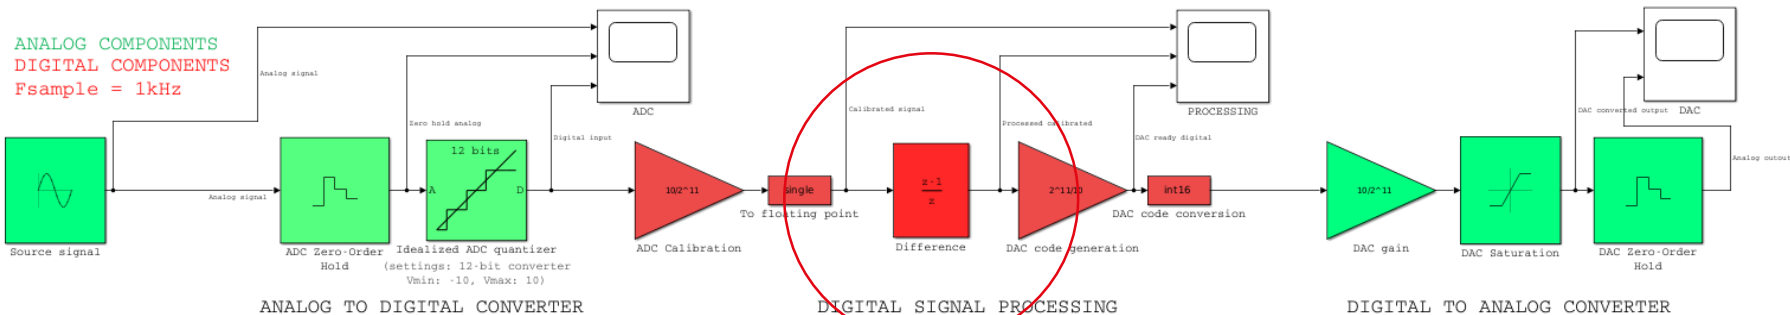 ANALOG COMPONENTS
DIGITAL COMPONENTS
Fsample = 1kHz
Analog signal
Analog signal
Source signal
ADC Zero-Order
Hold
Zero hold analog
12 bits
A
D
Idealized ADC quantizer
(settings: 12-bit converter
Vmin: -10, Vmax: 10)
Digital input
ADC
ANALOG TO DIGITAL CONVERTER
10/2^11
ADC Calibration
single
To floating point
Calibrated signal
z-1
z
Difference
Processed calibrated
2^11/10
DAC code generation
DAC ready digital
int16
DAC code conversion
PROCESSING
DIGITAL SIGNAL PROCESSING
10/2^11
DAC gain
DAC Saturation
DAC converted output
DAC
DAC Zero-Order
Hold
Analog outout
DIGITAL TO ANALOG CONVERTER